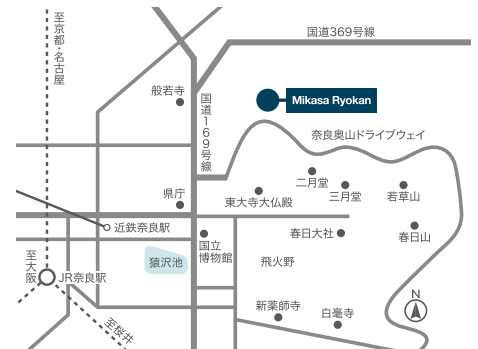 至京都・名古屋
国道369号線
般若寺
国道169号線
Mikasa Ryokan
奈良奥山ドライブウェイ
二月堂
三月堂
若草山
県庁
東大寺大仏殿
近鉄奈良駅
国立
博物館
春日大社
春日山
至大阪
JR奈良駅
猿沢池
飛火野
新薬師寺
白毫寺
N
至桜井